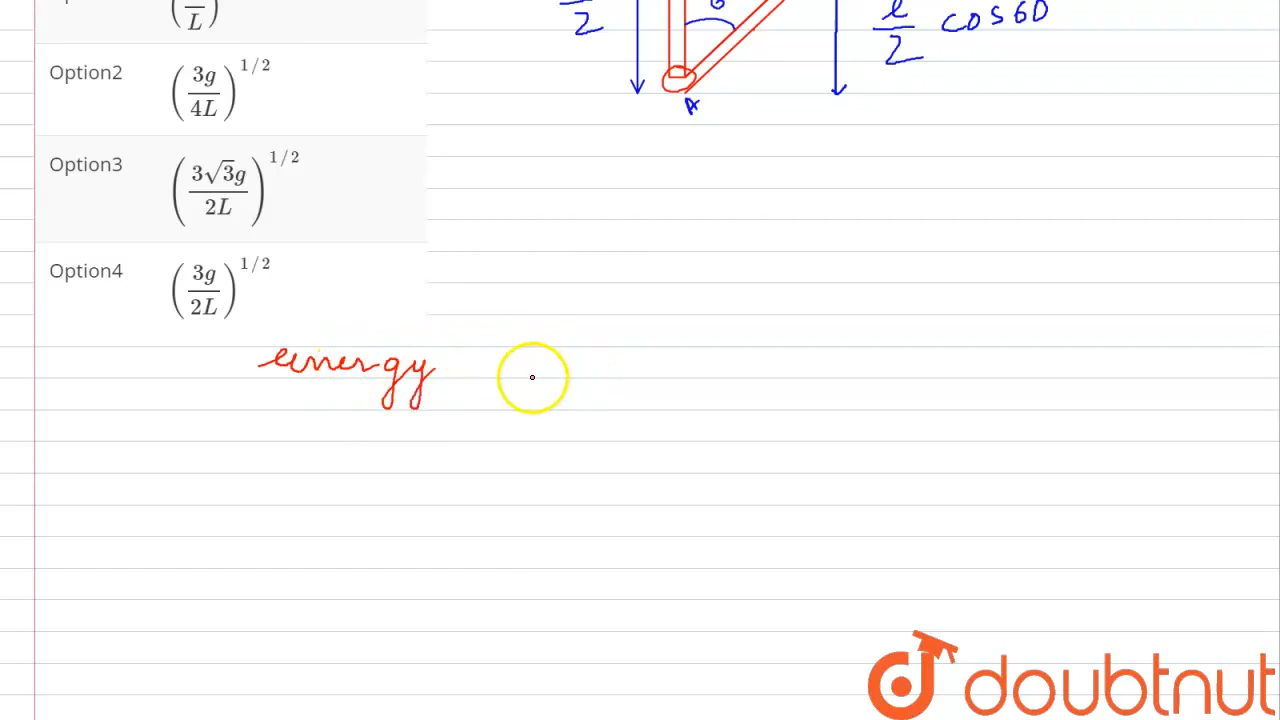 L
Option2 (3g/4L)^1/2
Option3 (3√3g/2L)^1/2
Option4 (3g/2L)^1/2
2
l/2 cos60
A
energy
doubtnut